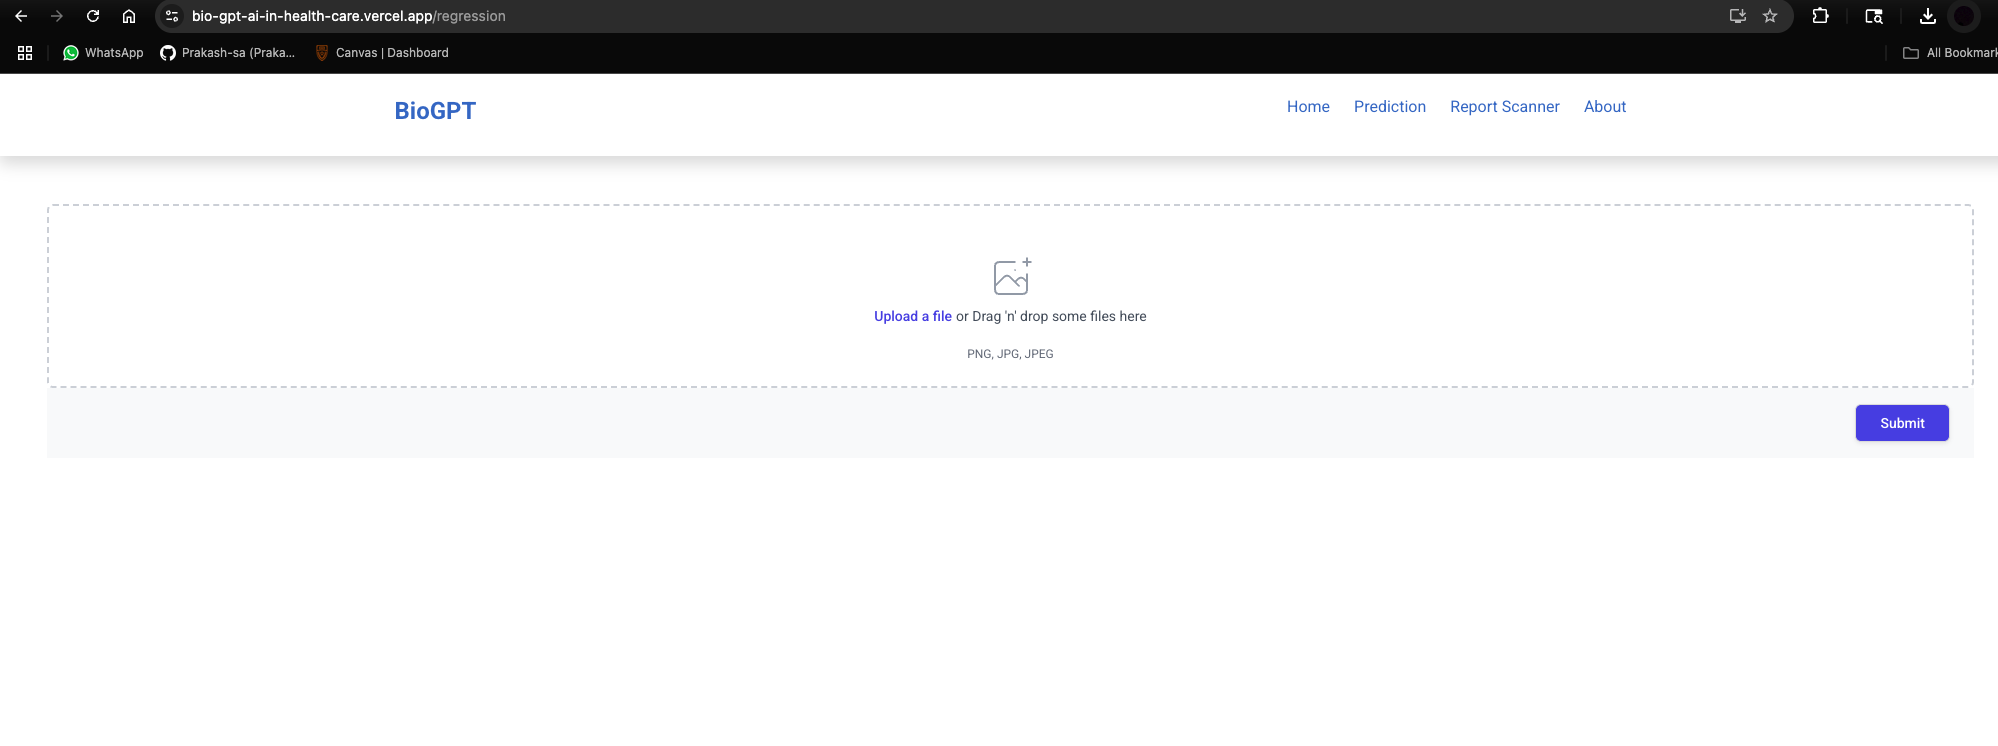 bio-gpt-ai-in-health-care.vercel.app/regression
WhatsApp Prakash-sa (Praka... Canvas | Dashboard All Bookmark
BioGPT Home Prediction Report Scanner About
Upload a file or Drag 'n' drop some files here
PNG, JPG, JPEG
Submit